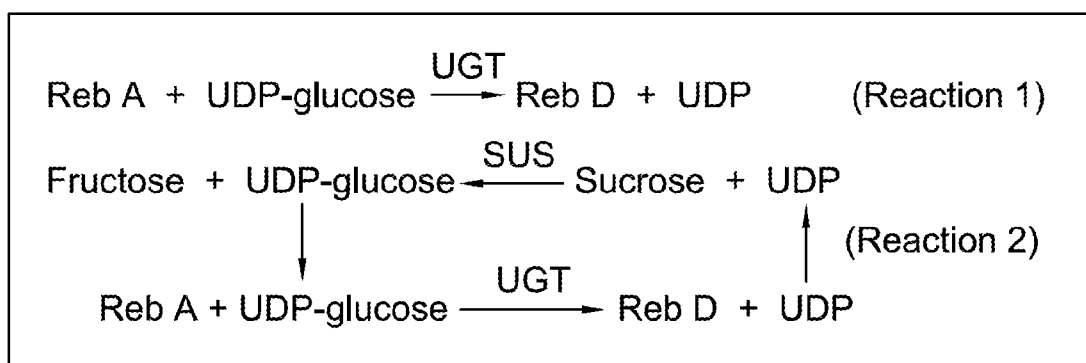 UGT
Reb A + UDP-glucose Reb D + UDP (Reaction 1)
SUS
Fructose + UDP-glucose Sucrose + UDP
(Reaction 2)
UGT
Reb A + UDP-glucose Reb D + UDP